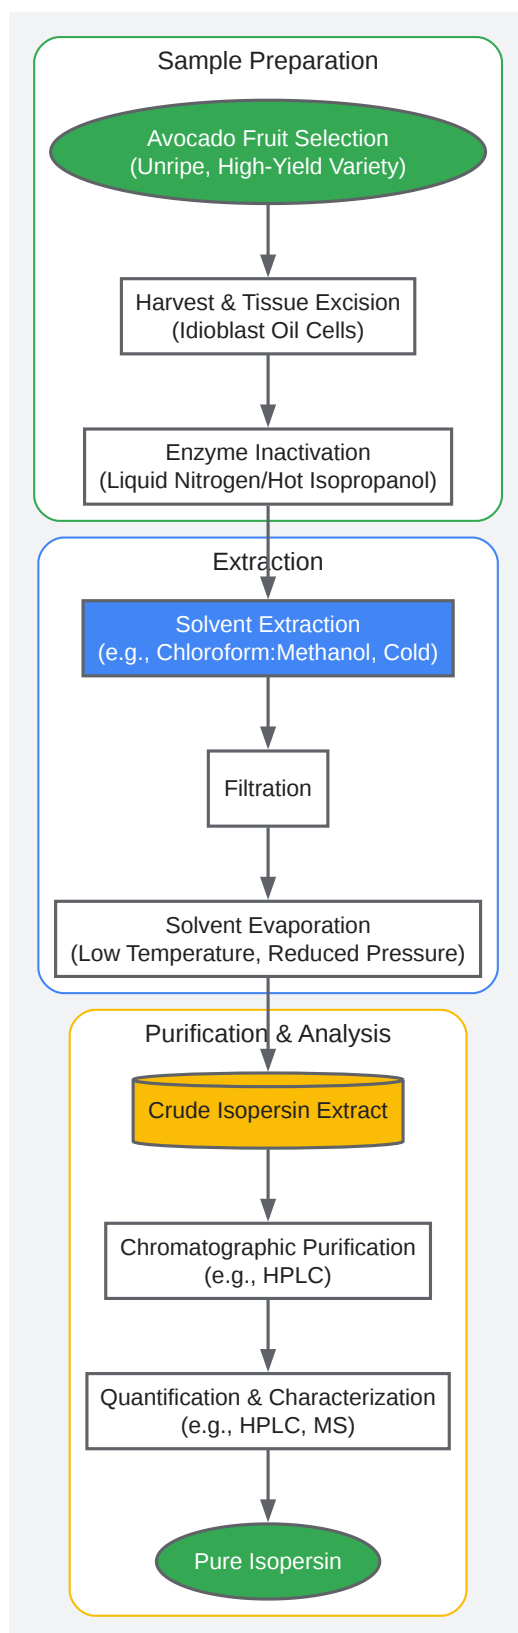 Sample Preparation
Avocado Fruit Selection
(Unripe, High-Yield Variety)
Harvest & Tissue Excision
(Idioblast Oil Cells)
Enzyme Inactivation
(Liquid Nitrogen/Hot Isopropanol)
Extraction
Solvent Extraction
(e.g., Chloroform:Methanol, Cold)
Filtration
Solvent Evaporation
(Low Temperature, Reduced Pressure)
Purification & Analysis
Crude Isopersin Extract
Chromatographic Purification
(e.g., HPLC)
Quantification & Characterization
(e.g., HPLC, MS)
Pure Isopersin